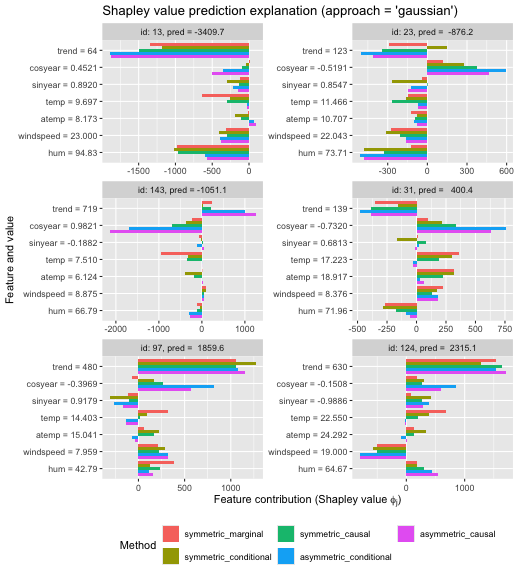 Shapley value prediction explanation (approach = 'gaussian')
id: 13, pred = -3409.7
id: 23, pred =  -876.2
trend = 64
cosyear = 0.4521
sinyear = 0.8920
temp = 9.697
atemp = 8.173
windspeed = 23.000
hum = 94.83
-1500
-1000
-500
0
trend = 123
cosyear = -0.5191
sinyear = 0.8547
temp = 11.466
atemp = 10.707
windspeed = 22.043
hum = 73.71
-300
0
300
600
id: 143, pred = -1051.1
id: 31, pred =   400.4
trend = 719
cosyear = 0.9821
sinyear = -0.1882
temp = 7.510
atemp = 6.124
windspeed = 8.875
hum = 66.79
-2000
-1000
0
1000
trend = 139
cosyear = -0.7320
sinyear = 0.6813
temp = 17.223
atemp = 18.917
windspeed = 8.376
hum = 71.96
-500
-250
0
250
500
750
id: 97, pred =  1859.6
id: 124, pred =  2315.1
trend = 480
cosyear = -0.3969
sinyear = 0.9179
temp = 14.403
atemp = 15.041
windspeed = 7.959
hum = 42.79
0
500
1000
trend = 630
cosyear = -0.1508
sinyear = -0.9886
temp = 22.550
atemp = 24.292
windspeed = 19.000
hum = 64.67
0
1000
Feature and value
Feature contribution (Shapley value ϕj)
Method
symmetric_marginal
symmetric_conditional
symmetric_causal
asymmetric_conditional
asymmetric_causal